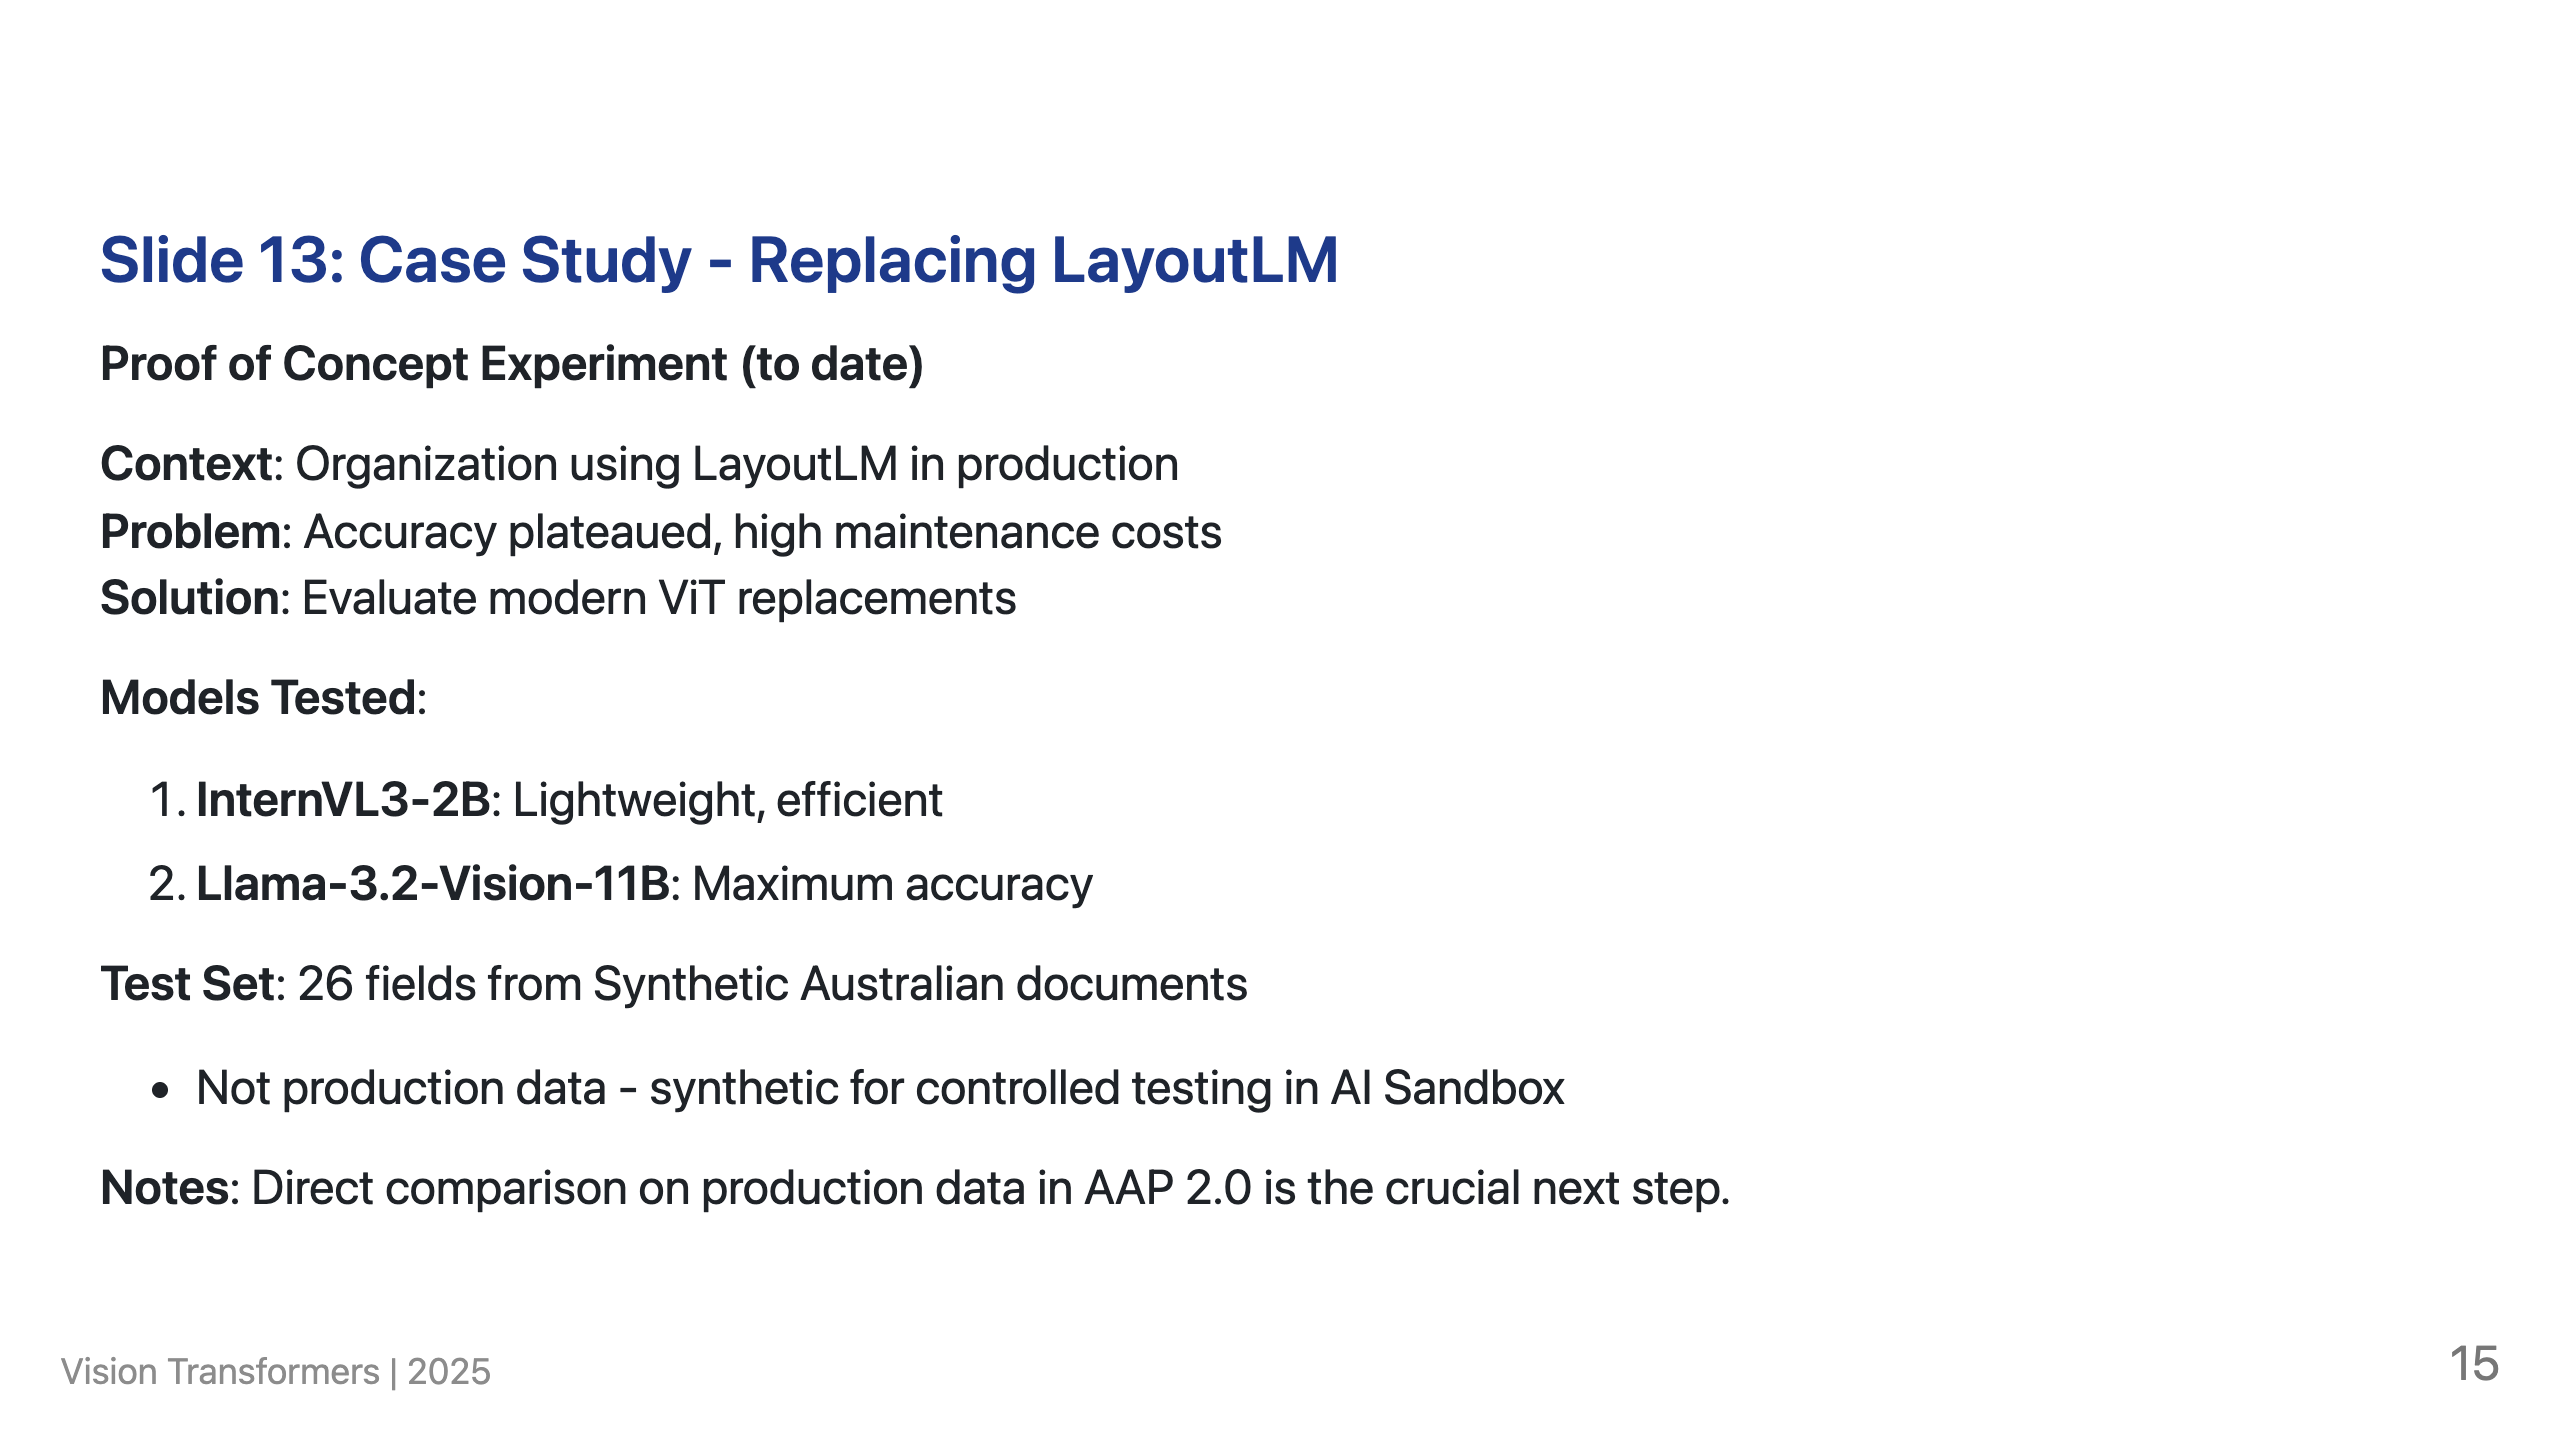 Slide 13: Case Study - Replacing LayoutLM
Proof of Concept Experiment (to date)
Context: Organization using LayoutLM in production
Problem: Accuracy plateaued, high maintenance costs
Solution: Evaluate modern ViT replacements
Models Tested:
1. InternVL3-2B: Lightweight, efficient
2. Llama-3.2-Vision-11B: Maximum accuracy
Test Set: 26 fields from Synthetic Australian documents
• Not production data - synthetic for controlled testing in AI Sandbox
Notes: Direct comparison on production data in AAP 2.0 is the crucial next step.
Vision Transformers | 2025
15